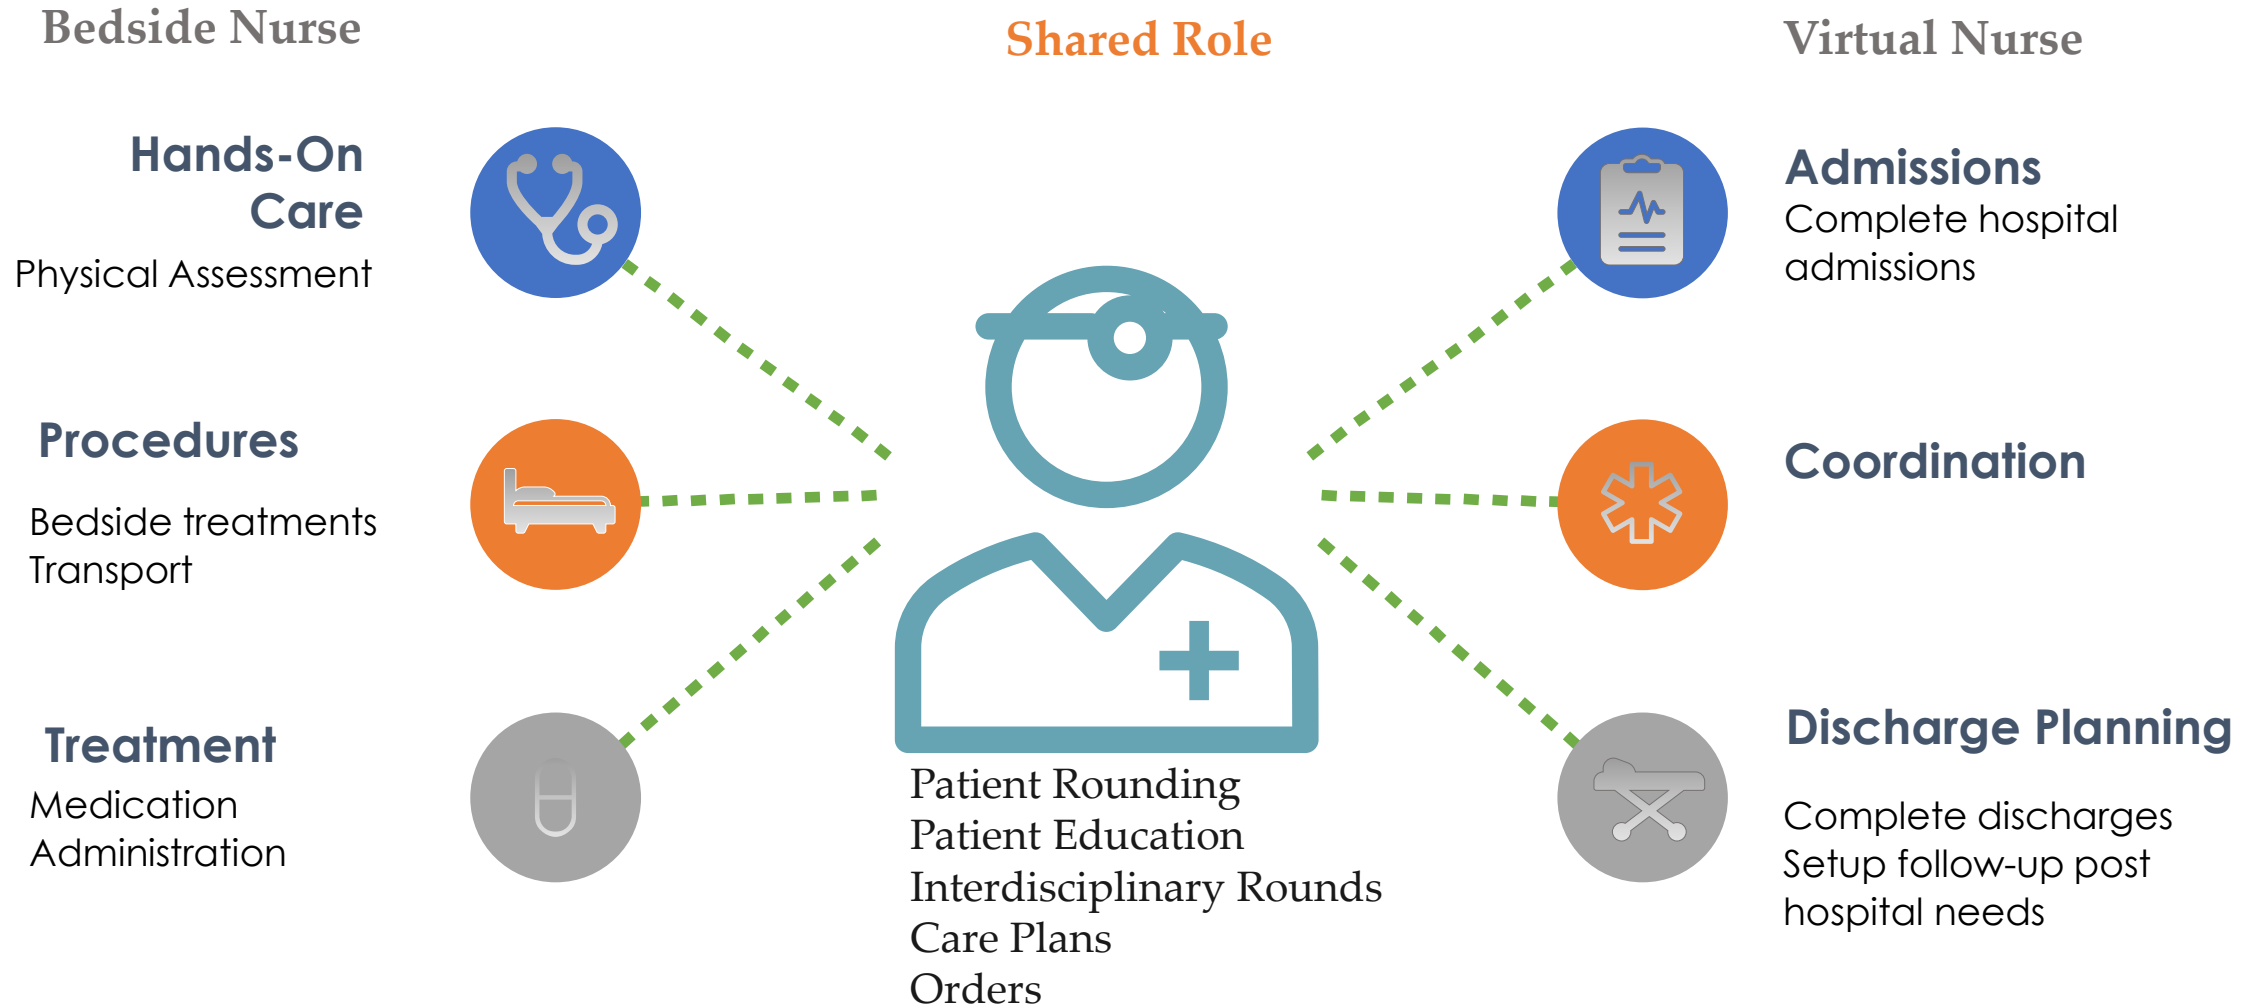 Bedside Nurse
Hands-On
Care
Physical Assessment
Procedures
Bedside treatments
Transport
Treatment
Medication
Administration
Shared Role
Patient Rounding
Patient Education
Interdisciplinary Rounds
Care Plans
Orders
Virtual Nurse
Admissions
Complete hospital
admissions
Coordination
Discharge Planning
Complete discharges
Setup follow-up post
hospital needs